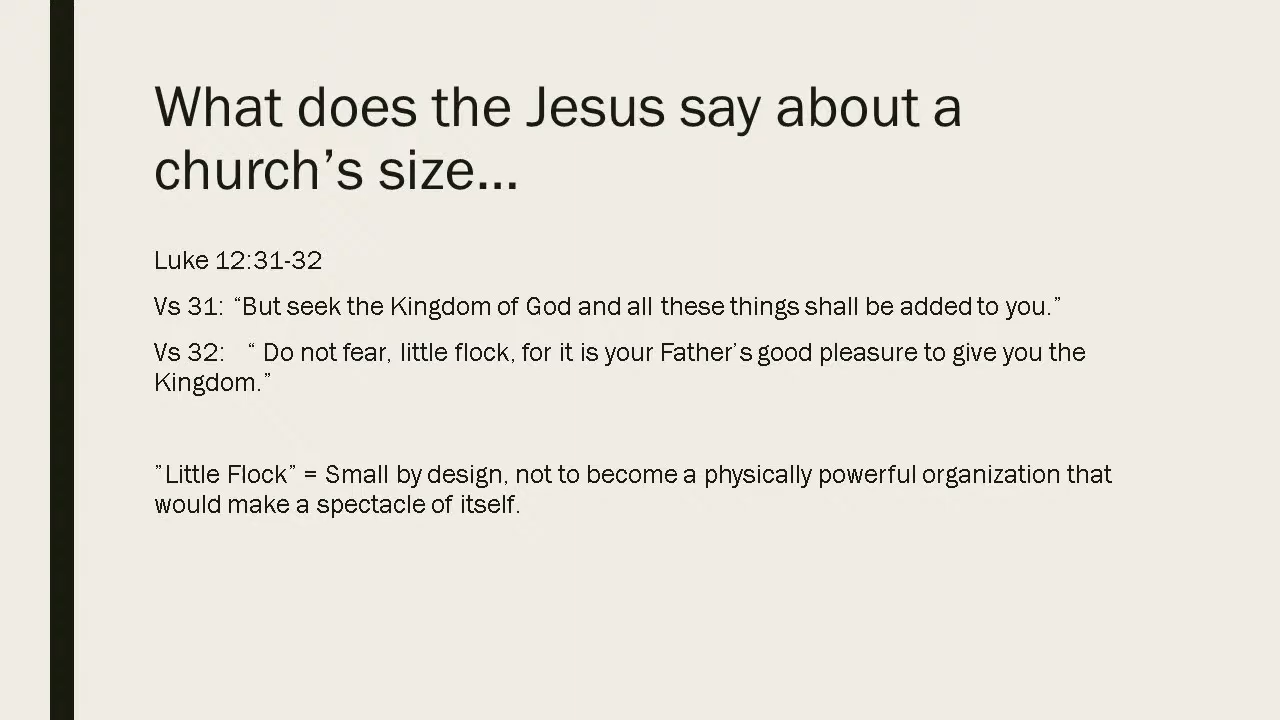 What does the Jesus say about a
church’s size…
Luke 12:31-32
Vs 31: “But seek the Kingdom of God and all these things shall be added to you.”
Vs 32: “ Do not fear, little flock, for it is your Father’s good pleasure to give you the
Kingdom.”
”Little Flock” = Small by design, not to become a physically powerful organization that
would make a spectacle of itself.